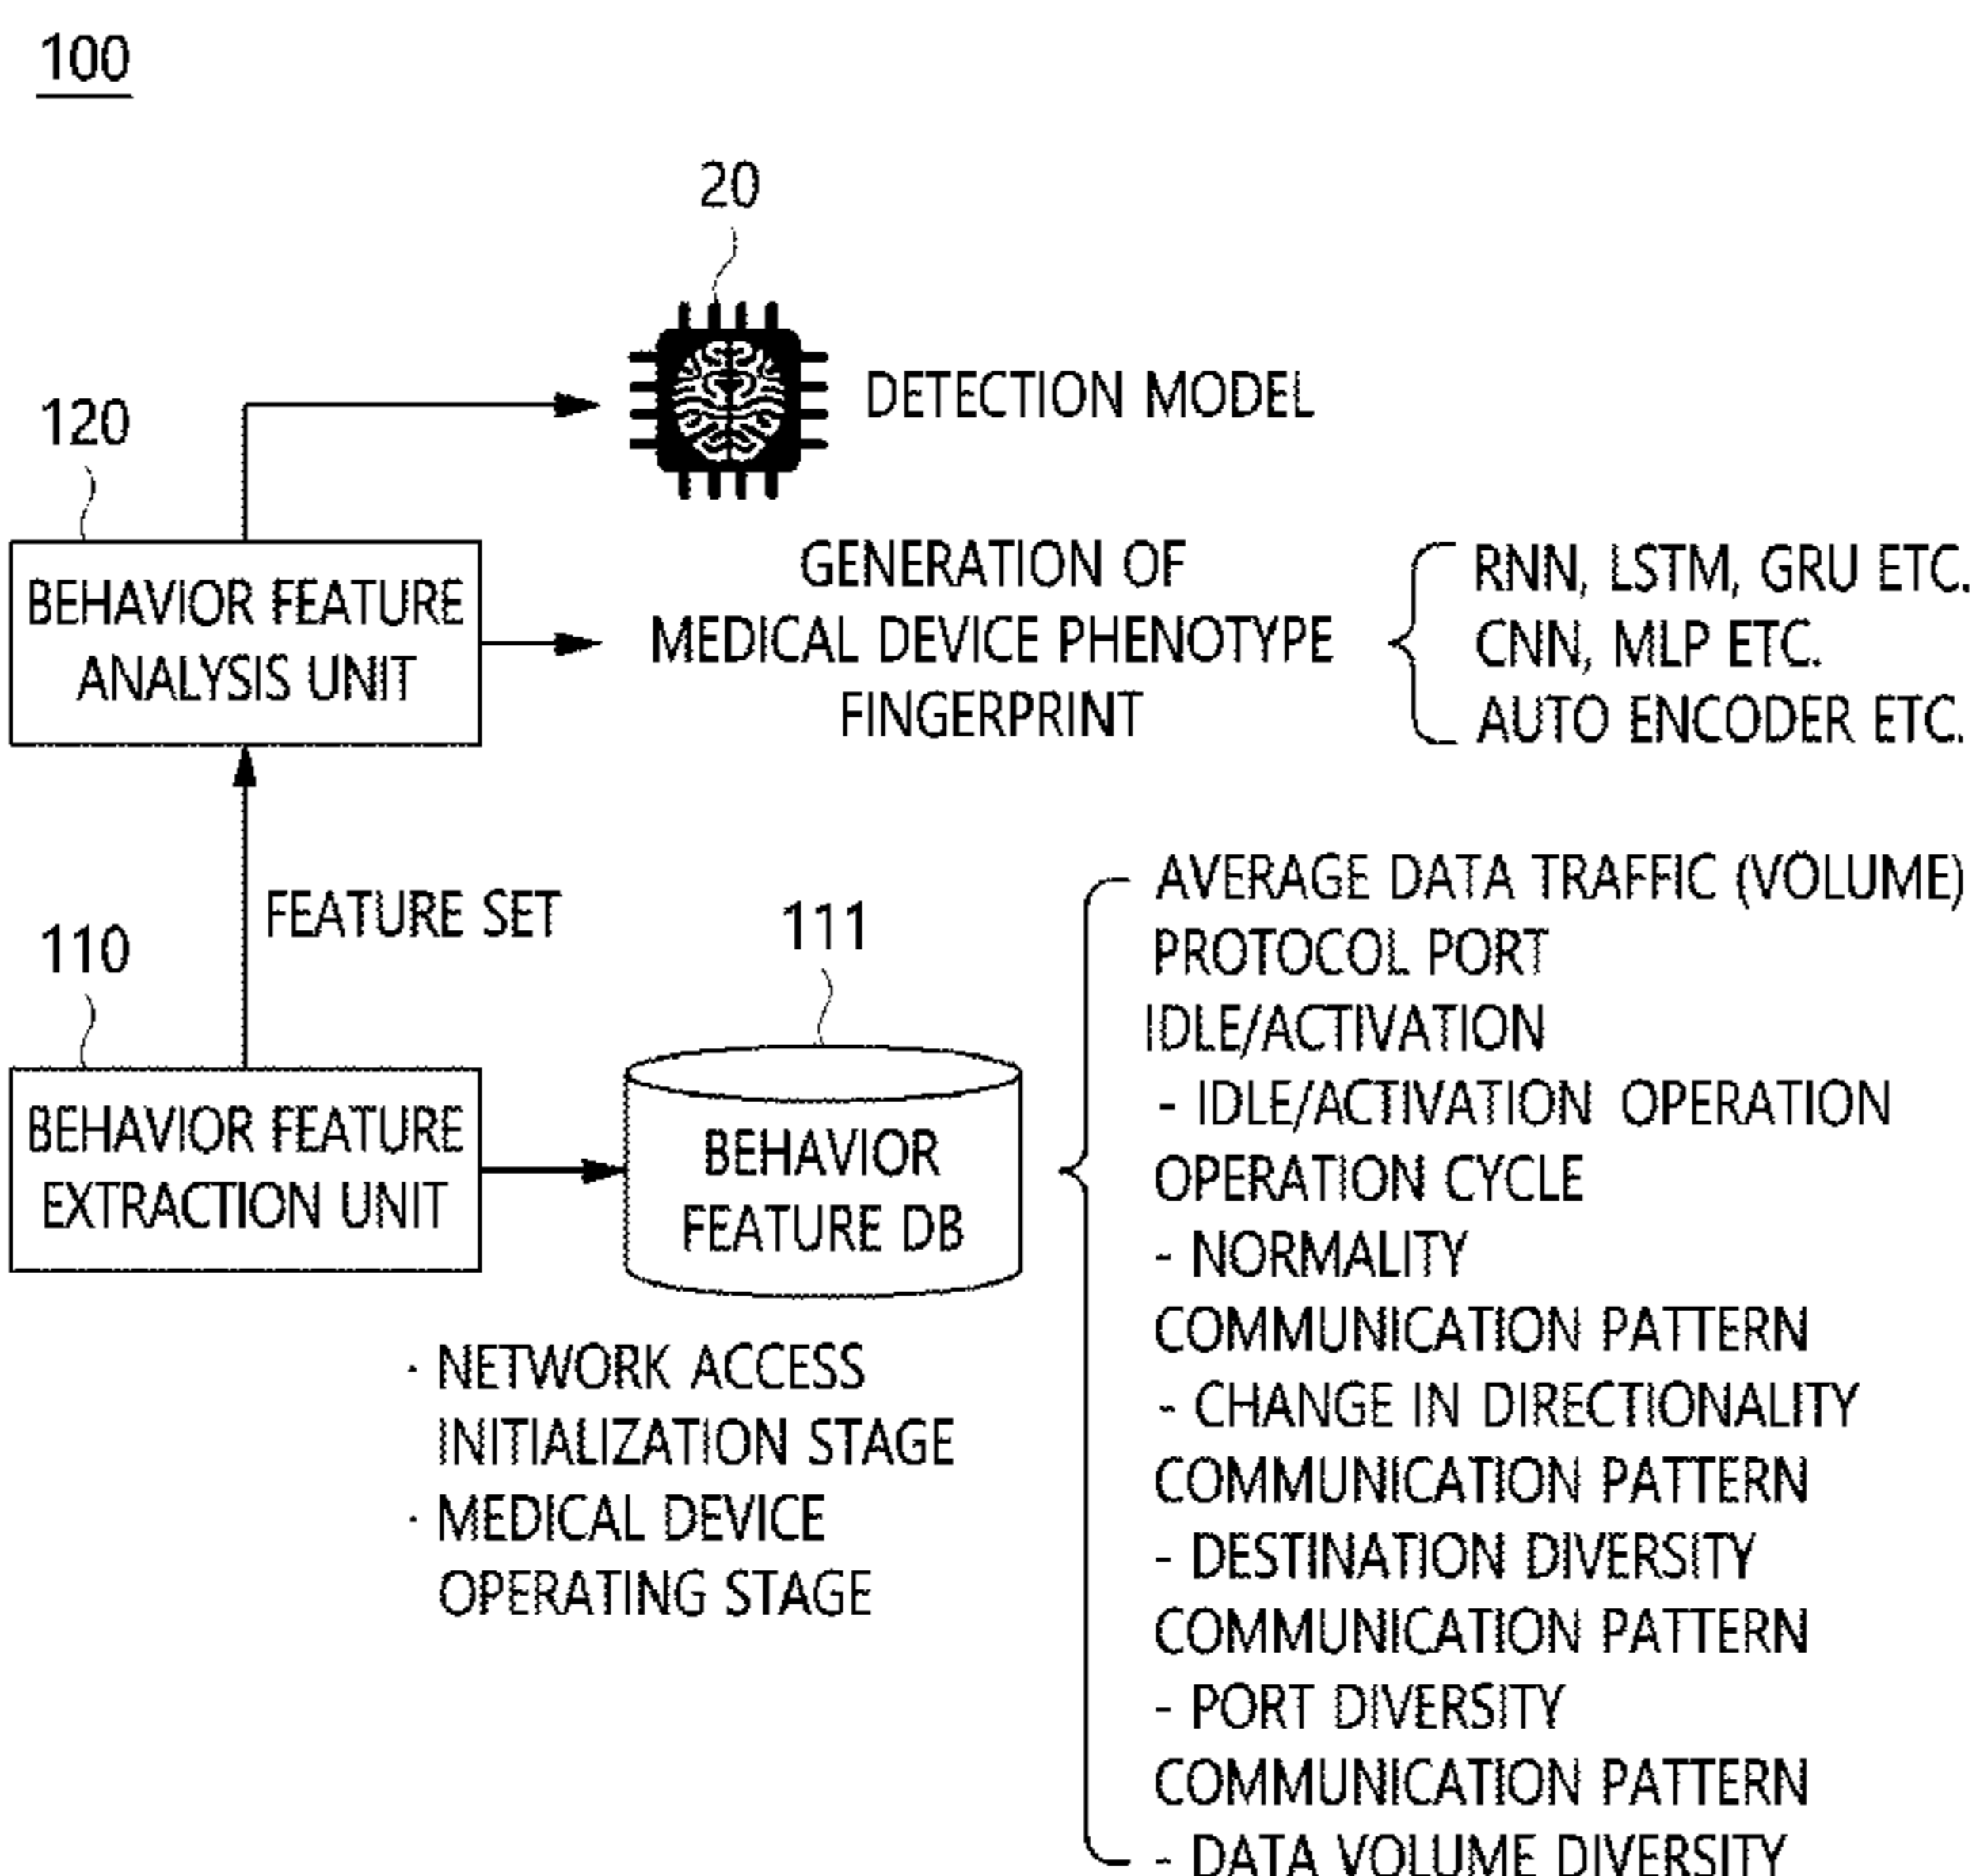 100
20
DETECTION MODEL
120
BEHAVIOR FEATURE
ANALYSIS UNIT
GENERATION OF
MEDICAL DEVICE PHENOTYPE
FINGERPRINT
RNN, LSTM, GRU ETC.
CNN, MLP ETC.
AUTO ENCODER ETC.
FEATURE SET
110
BEHAVIOR FEATURE
EXTRACTION UNIT
111
BEHAVIOR
FEATURE DB
· NETWORK ACCESS
INITIALIZATION STAGE
· MEDICAL DEVICE
OPERATING STAGE
AVERAGE DATA TRAFFIC (VOLUME)
PROTOCOL PORT
IDLE/ACTIVATION
- IDLE/ACTIVATION OPERATION
OPERATION CYCLE
- NORMALITY
COMMUNICATION PATTERN
- CHANGE IN DIRECTIONALITY
COMMUNICATION PATTERN
- DESTINATION DIVERSITY
COMMUNICATION PATTERN
- PORT DIVERSITY
COMMUNICATION PATTERN
- DATA VOLUME DIVERSITY